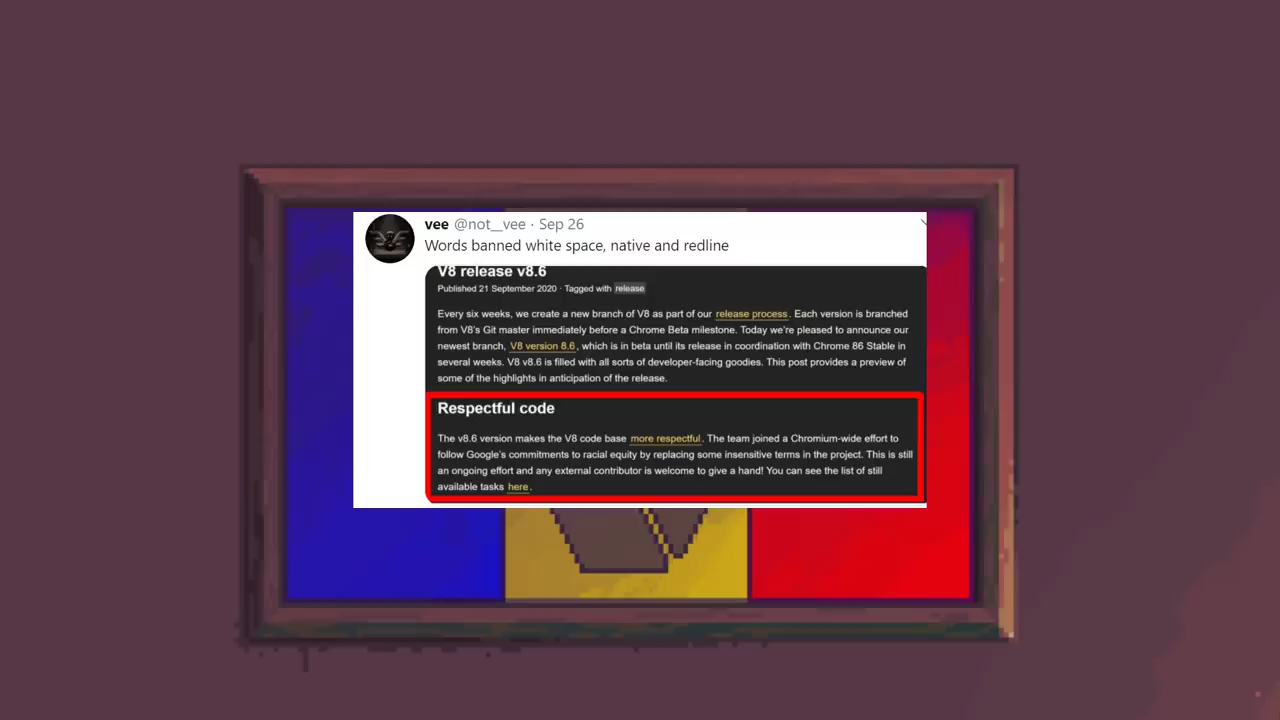 vee @not__vee · Sep 26
Words banned white space, native and redline
V8 release v8.6
Published 21 September 2020 · Tagged with release
Every six weeks, we create a new branch of V8 as part of our release process. Each version is branched
from V8's Git master immediately before a Chrome Beta milestone. Today we're pleased to announce our
newest branch, V8 version 8.6, which is in beta until its release in coordination with Chrome 86 Stable in
several weeks. V8 v8.6 is filled with all sorts of developer-facing goodies. This post provides a preview of
some of the highlights in anticipation of the release.
Respectful code
The v8.6 version makes the V8 code base more respectful. The team joined a Chromium-wide effort to
follow Google's commitments to racial equity by replacing some insensitive terms in the project. This is still
an ongoing effort and any external contributor is welcome to give a hand! You can see the list of still
available tasks here.